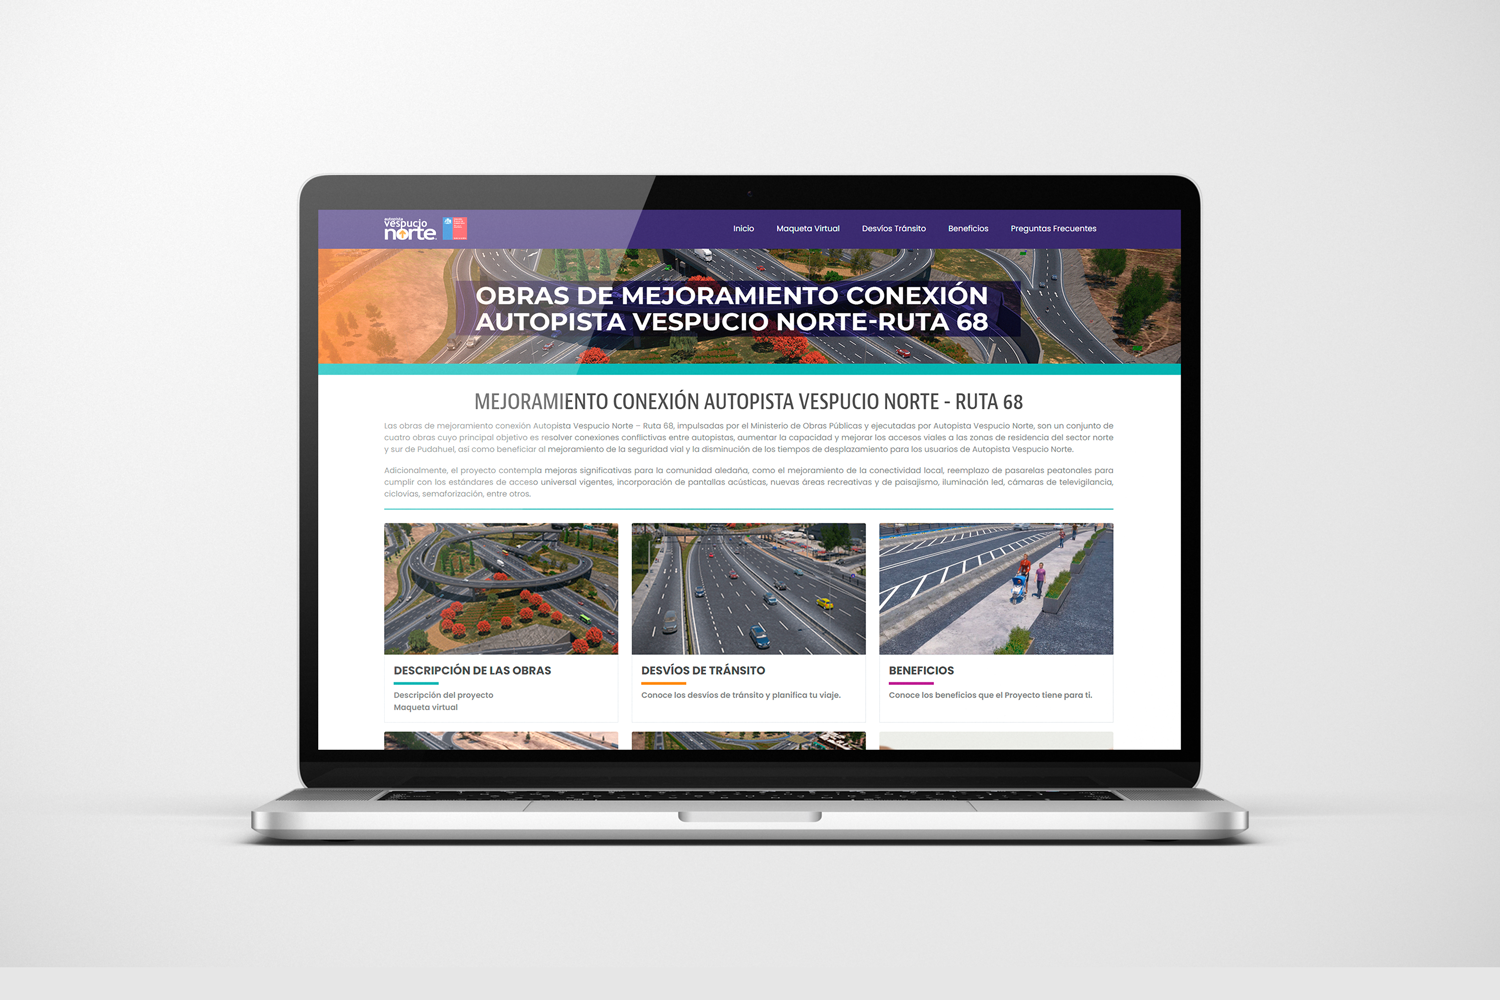 autopista
vespucio
norte
Inicio
Maqueta Virtual
Desvíos Tránsito
Beneficios
Preguntas Frecuentes
OBRAS DE MEJORAMIENTO CONEXIÓN
AUTOPISTA VESPUCIO NORTE-RUTA 68
MEJORAMIENTO CONEXIÓN AUTOPISTA VESPUCIO NORTE - RUTA 68
Las obras de mejoramiento conexión Autopista Vespucio Norte – Ruta 68, impulsadas por el Ministerio de Obras Públicas y ejecutadas por Autopista Vespucio Norte, son un conjunto de
cuatro obras cuyo principal objetivo es resolver conexiones conflictivas entre autopistas, aumentar la capacidad y mejorar los accesos viales a las zonas de residencia del sector norte
y sur de Pudahuel, así como beneficiar al mejoramiento de la seguridad vial y la disminución de los tiempos de desplazamiento para los usuarios de Autopista Vespucio Norte.
Adicionalmente, el proyecto contempla mejoras significativas para la comunidad aledaña, como el mejoramiento de la conectividad local, reemplazo de pasarelas peatonales para
cumplir con los estándares de acceso universal vigentes, incorporación de pantallas acústicas, nuevas áreas recreativas y de paisajismo, iluminación led, cámaras de televigilancia,
ciclovias, semaforización, entre otros.
DESCRIPCIÓN DE LAS OBRAS
Descripción del proyecto
Maqueta virtual
DESVÍOS DE TRÁNSITO
Conoce los desvíos de tránsito y planifica tu viaje.
BENEFICIOS
Conoce los beneficios que el Proyecto tiene para ti.